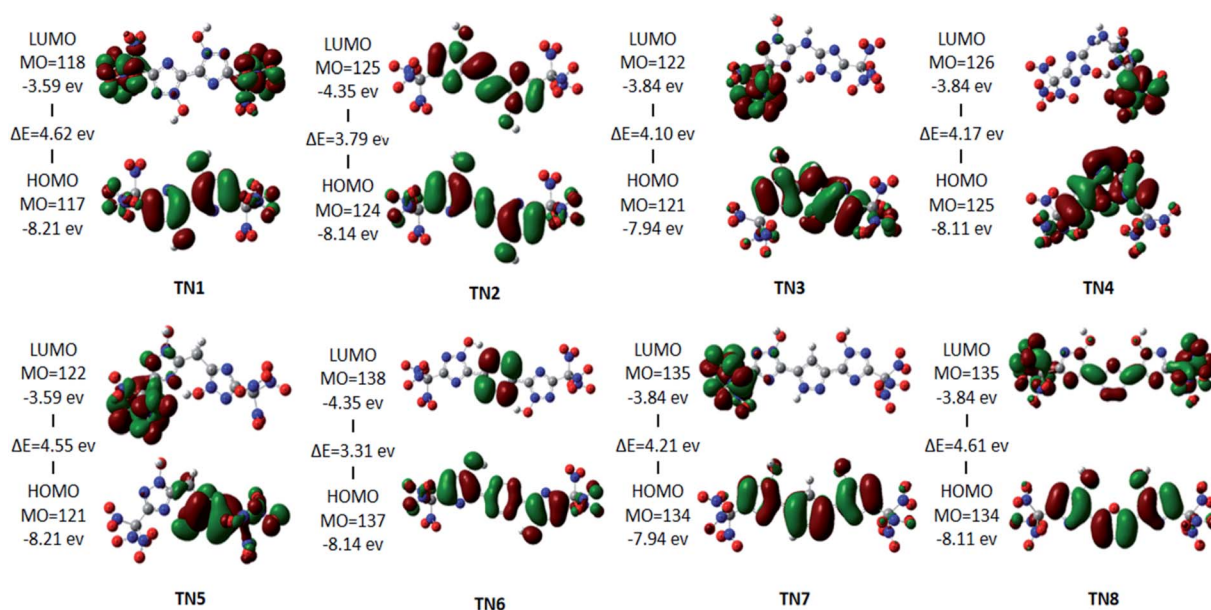 LUMO
MO=118
-3.59 ev
ΔE=4.62 ev
HOMO
MO=117
-8.21 ev
TN1
LUMO
MO=125
-4.35 ev
ΔE=3.79 ev
HOMO
MO=124
-8.14 ev
TN2
LUMO
MO=122
-3.84 ev
ΔE=4.10 ev
HOMO
MO=121
-7.94 ev
TN3
LUMO
MO=126
-3.84 ev
ΔE=4.17 ev
HOMO
MO=125
-8.11 ev
TN4
LUMO
MO=122
-3.59 ev
ΔE=4.55 ev
HOMO
MO=121
-8.21 ev
TN5
LUMO
MO=138
-4.35 ev
ΔE=3.31 ev
HOMO
MO=137
-8.14 ev
TN6
LUMO
MO=135
-3.84 ev
ΔE=4.21 ev
HOMO
MO=134
-7.94 ev
TN7
LUMO
MO=135
-3.84 ev
ΔE=4.61 ev
HOMO
MO=134
-8.11 ev
TN8